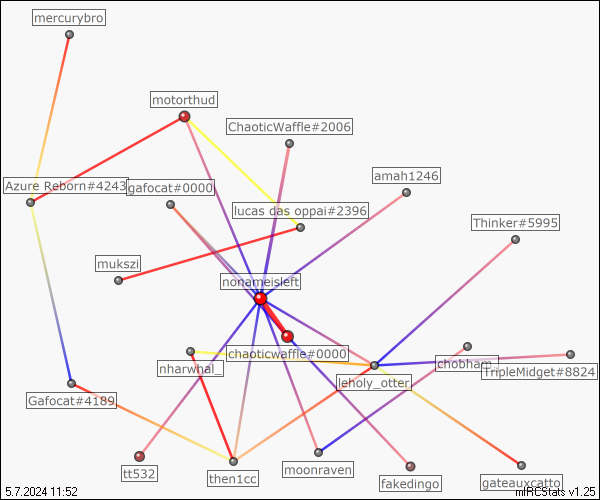 mercurybro
motorthud
ChaoticWaffle#2006
amah1246
Azure Reborn#4243
gafocat#0000
lucas das oppai#2396
Thinker#5995
mukszi
nonameisleft
chaoticwaffle#0000
nharwhal_
chobham_
TripleMidget#8824
leholy_otter
Gafocat#4189
tt532
then1cc
moonraven
fakedingo
gateauxcatto
5.7.2024 11:52
mIRCStats v1.25